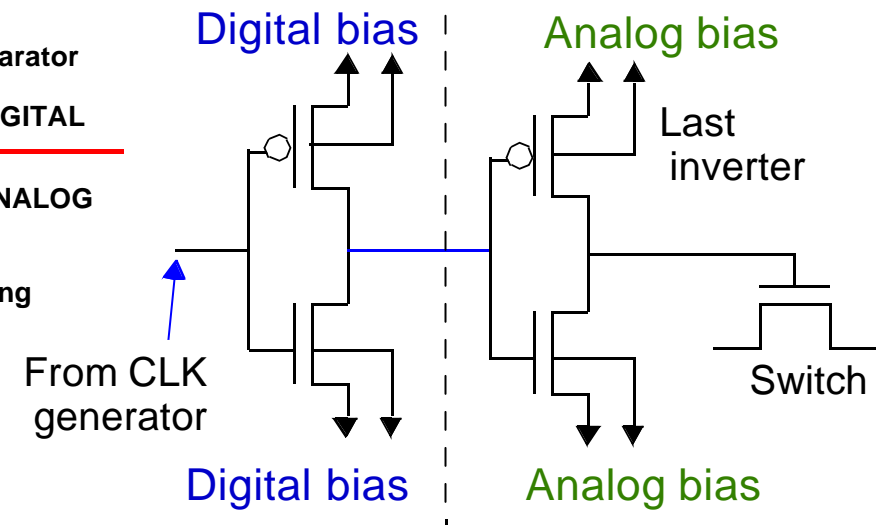 Digital bias
Analog bias
arator
GITAL
NALOG
ng
Last
inverter
From CLK
generator
Switch
Digital bias
Analog bias